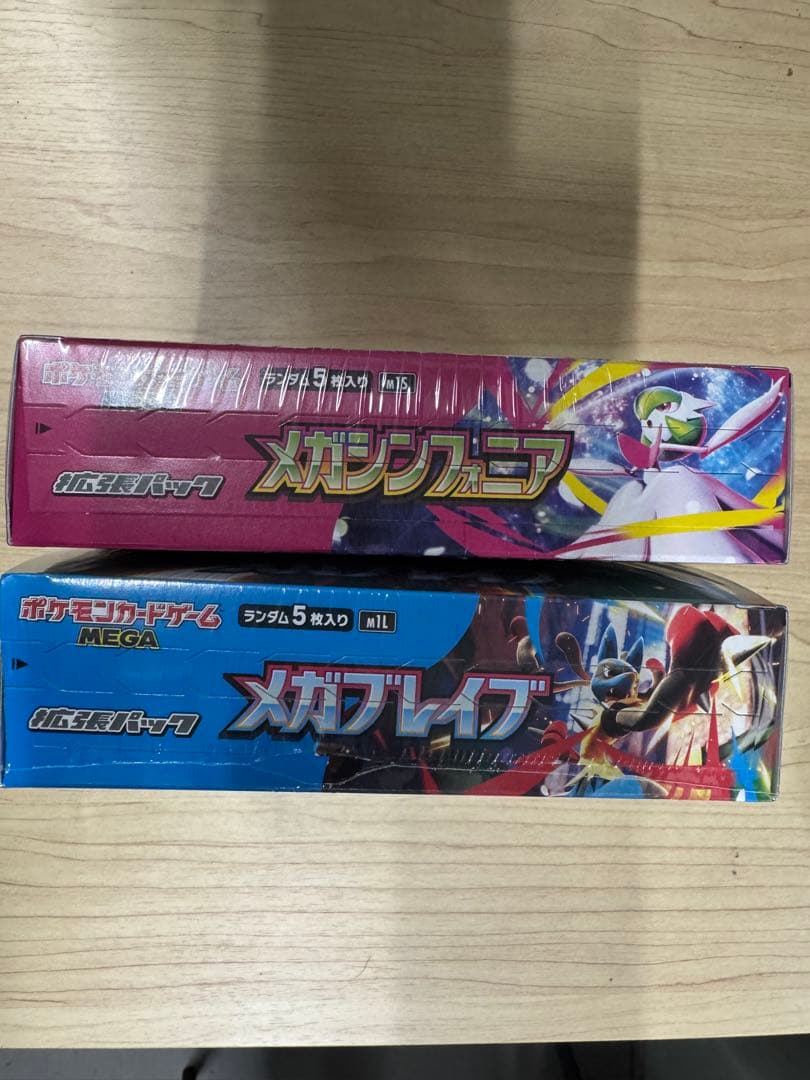 ランダム5枚入り M1S
メガシンフォニア
拡張パック
ポケモンカードゲーム
MEGA
ランダム5枚入り M1L
メガブレイブ
拡張パック